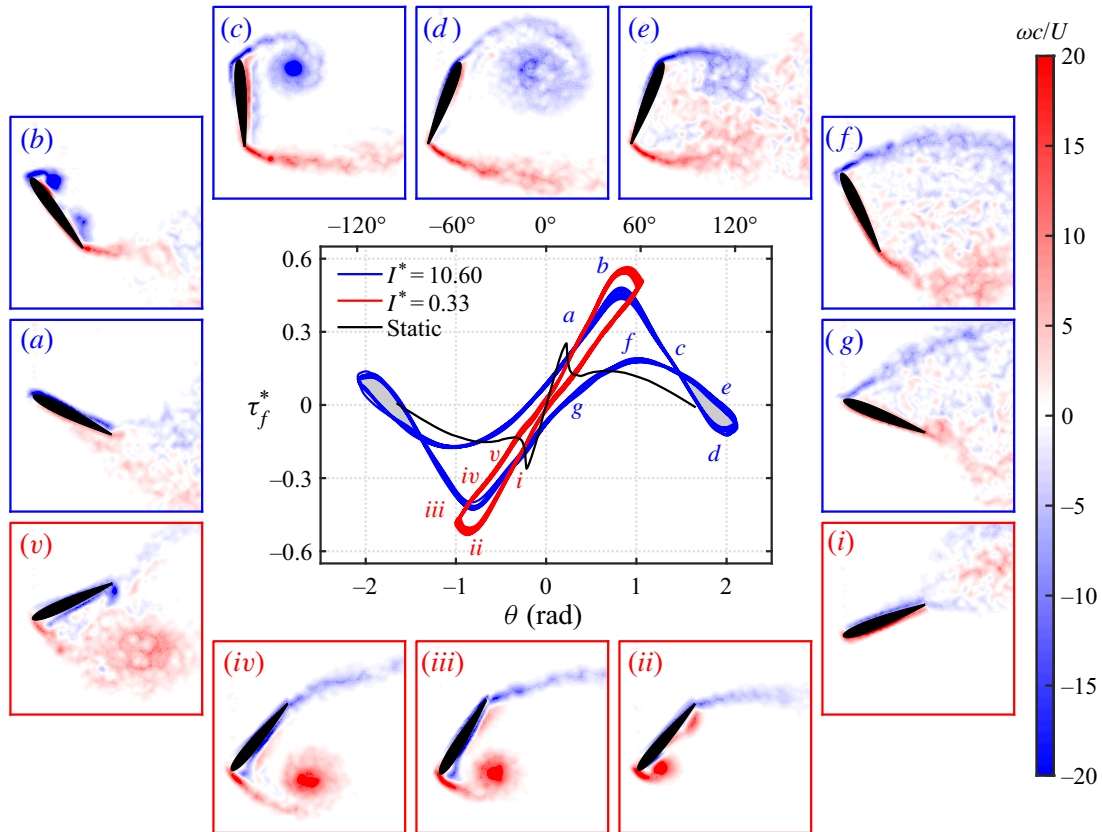 (c)
(d)
(e)
ωc/U
20
15
10
5
0
−5
−10
−15
−20
(b)
(f)
−120° −60° 0° 60° 120°
0.6
0.3
0
−0.3
−0.6
τ*f
I* = 10.60
I* = 0.33
Static
b
a
f
c
e
g
d
v
iv
i
iii
ii
−2 −1 0 1 2
θ (rad)
(a)
(g)
(v)
(i)
(iv)
(iii)
(ii)